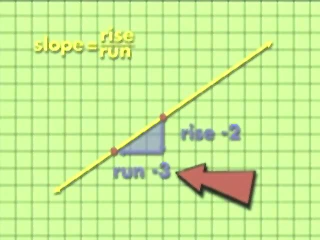 slope = rise
run
rise -2
run -3